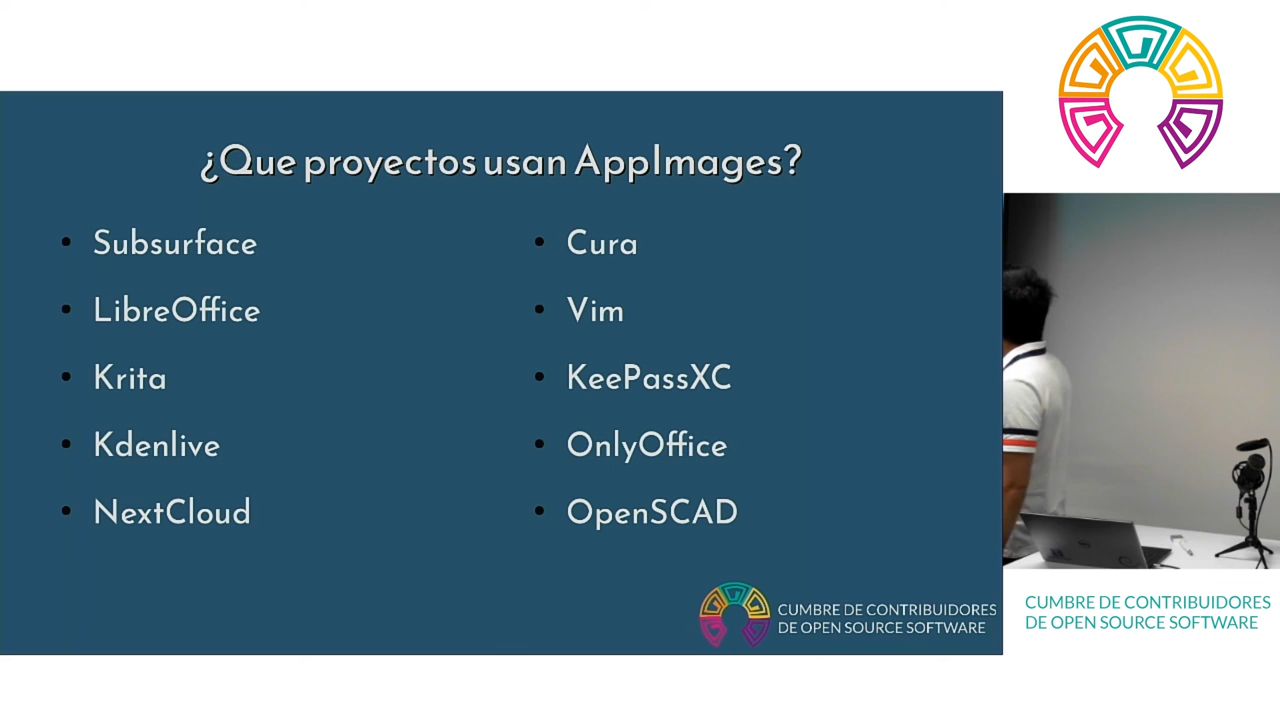 ¿Que proyectos usan AppImages?
Subsurface
LibreOffice
Krita
Kdenlive
NextCloud
Cura
Vim
KeePassXC
OnlyOffice
OpenSCAD
CUMBRE DE CONTRIBUIDORES
DE OPEN SOURCE SOFTWARE
CUMBRE DE CONTRIBUIDORES
DE OPEN SOURCE SOFTWARE